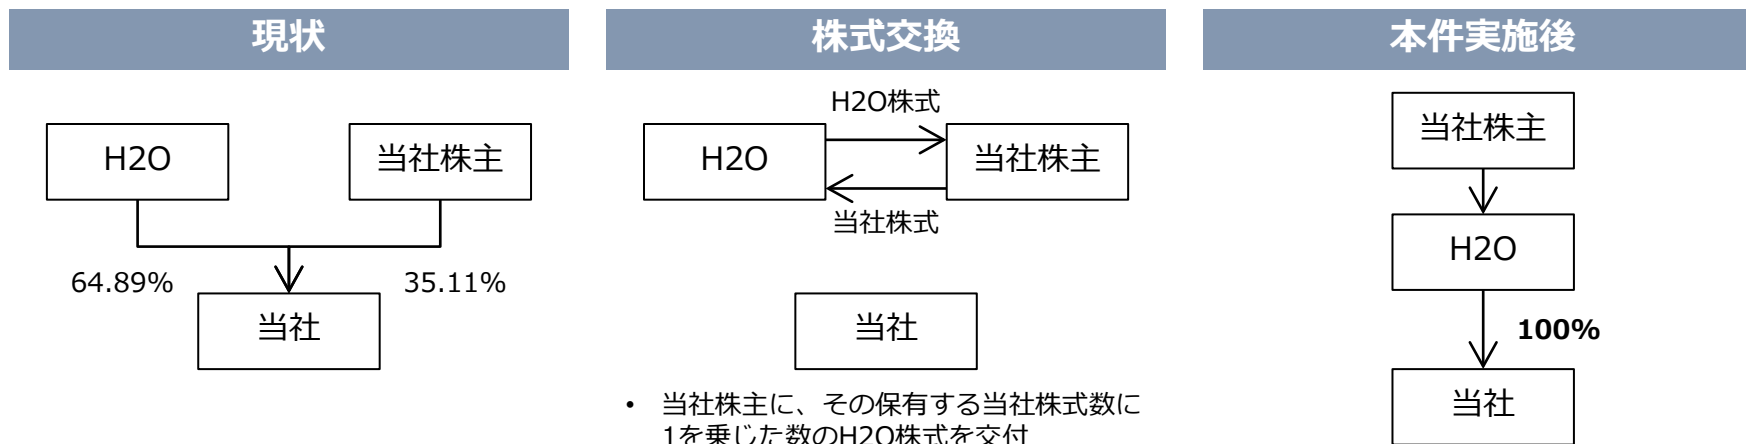 現状
H2O
当社株主
64.89%
35.11%
当社
株式交換
H2O株式
H2O
当社株主
当社株式
当社
• 当社株主に、その保有する当社株式数に
1を乗じた数のH2O株式を交付
本件実施後
当社株主
H2O
100%
当社